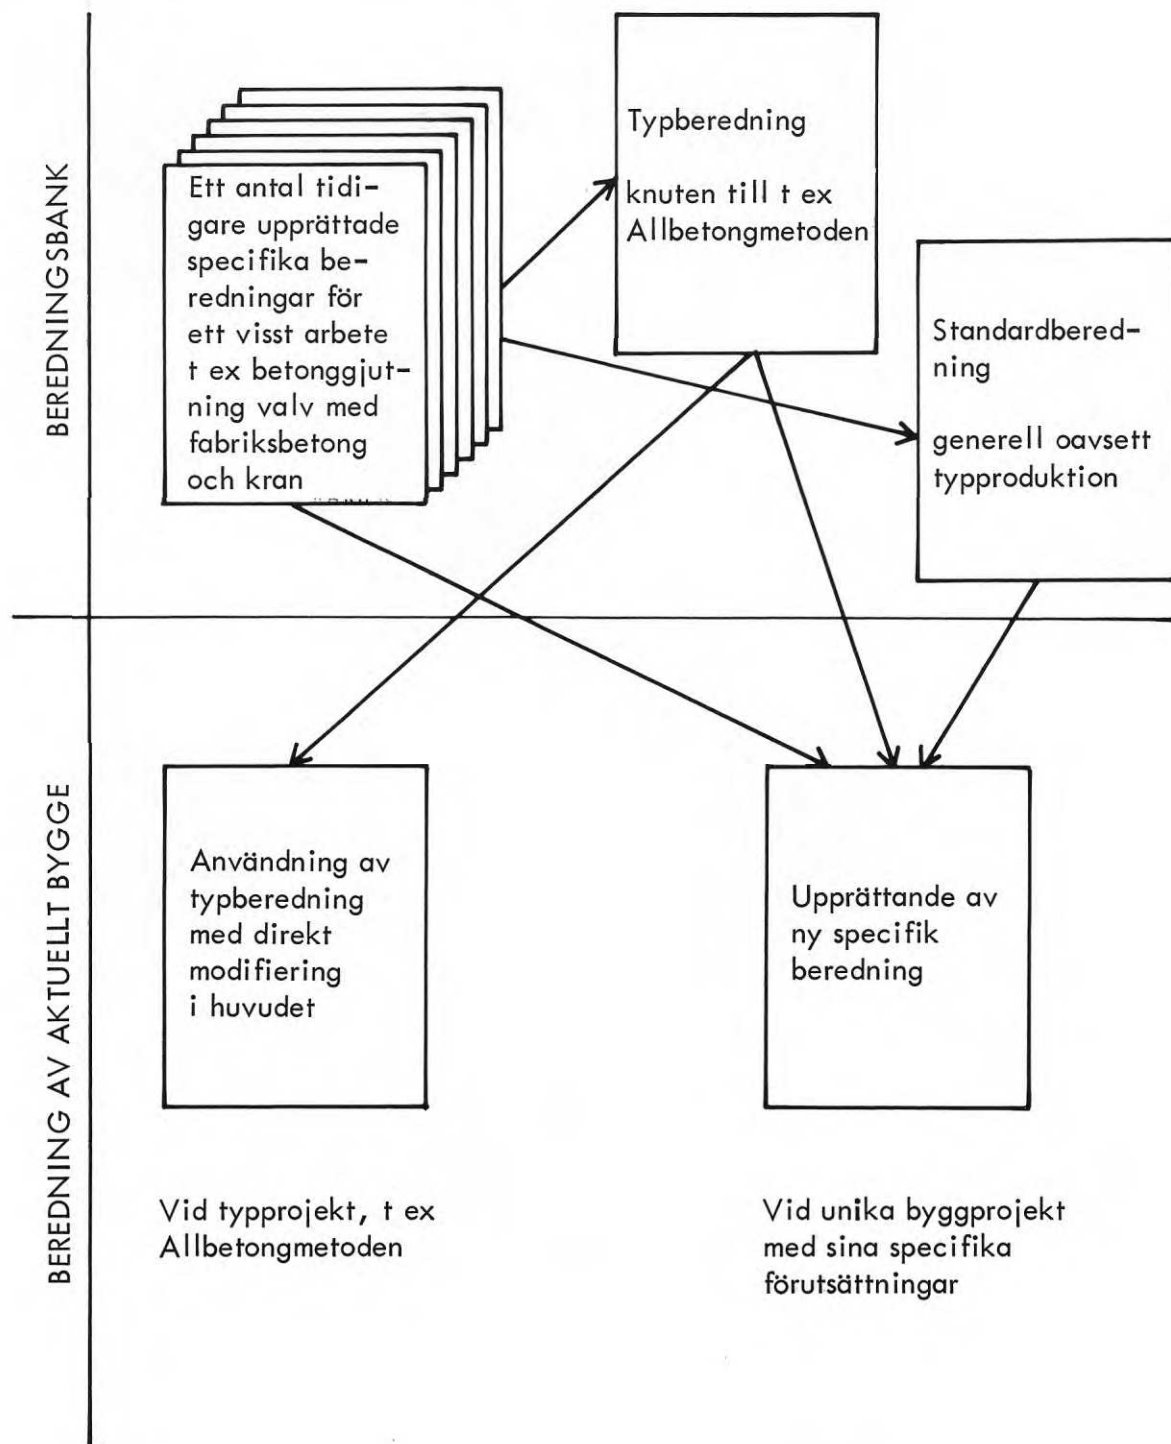 BEREDNINGSBANK
Ett antal tidi-
gare upprättade
specifika be-
redningar för
ett visst arbete
t ex betonggjut-
ning valv med
fabriksbetong
och kran
Typberedning
knuten till t ex
Allbetongmetoden
Standardbered-
ning
generell oavsett
typproduktion
BEREDNING AV AKTUELLT BYGGE
Användning av
typberedning
med direkt
modifiering
i huvudet
Upprättande av
ny specifik
beredning
Vid typprojekt, t ex
Allbetongmetoden
Vid unika byggprojekt
med sina specifika
förutsättningar